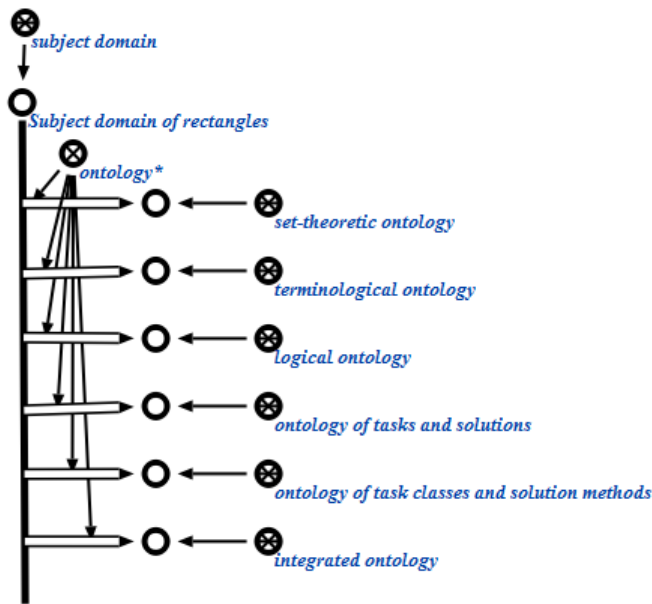 subject domain
Subject domain of rectangles
ontology*
set-theoretic ontology
terminological ontology
logical ontology
ontology of tasks and solutions
ontology of task classes and solution methods
integrated ontology